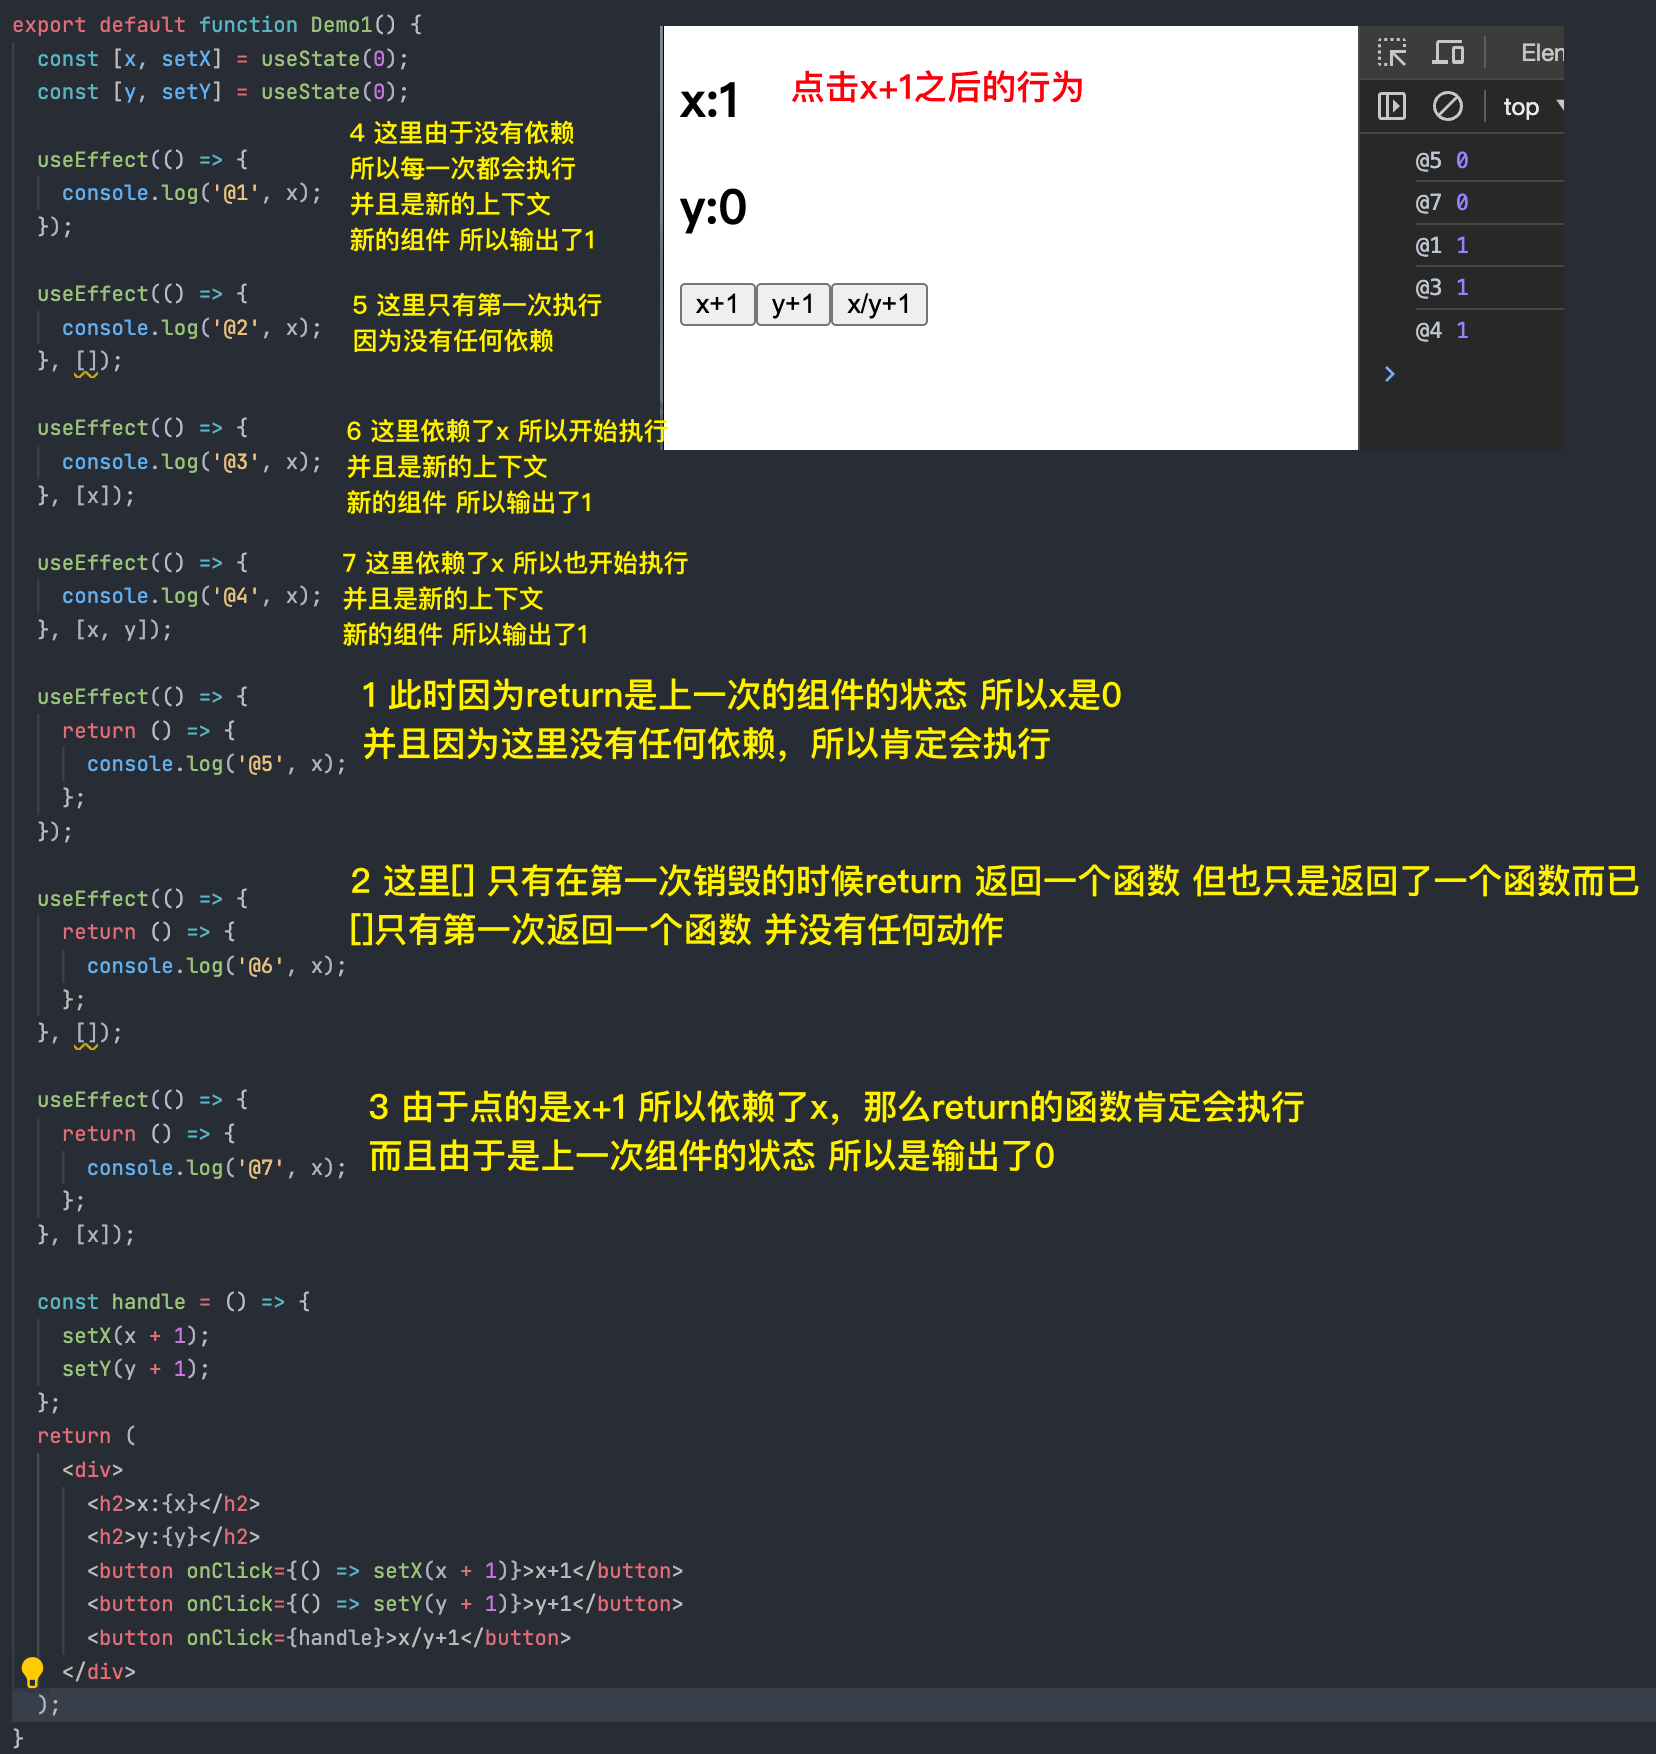 export default function Demo1() {
const [x, setX] = useState(0);
const [y, setY] = useState(0);
useEffect(() => {
console.log('@1', x);
});
4 这里由于没有依赖
所以每一次都会执行
并且是新的上下文
新的组件 所以输出了1
useEffect(() => {
console.log('@2', x);
}, []);
5 这里只有第一次执行
因为没有任何依赖
useEffect(() => {
console.log('@3', x);
}, [x]);
6 这里依赖了x 所以开始执行
并且是新的上下文
新的组件 所以输出了1
useEffect(() => {
console.log('@4', x);
}, [x, y]);
7 这里依赖了x 所以也开始执行
并且是新的上下文
新的组件 所以输出了1
useEffect(() => {
return () => {
console.log('@5', x);
};
});
1 此时因为return是上一次的组件的状态 所以x是0
并且因为这里没有任何依赖，所以肯定会执行
useEffect(() => {
return () => {
console.log('@6', x);
};
}, []);
2 这里[] 只有在第一次销毁的时候return 返回一个函数 但也只是返回了一个函数而已
[]只有第一次返回一个函数 并没有任何动作
useEffect(() => {
return () => {
console.log('@7', x);
};
}, [x]);
3 由于点的是x+1 所以依赖了x，那么return的函数肯定会执行
而且由于是上一次组件的状态 所以是输出了0
const handle = () => {
setX(x + 1);
setY(y + 1);
};
return (
<div>
<h2>x:{x}</h2>
<h2>y:{y}</h2>
<button onClick={() => setX(x + 1)}>x+1</button>
<button onClick={() => setY(y + 1)}>y+1</button>
<button onClick={handle}>x/y+1</button>
</div>
);
}
x:1
点击x+1之后的行为
y:0
x+1 y+1 x/y+1
Elem
top
@5 0
@7 0
@1 1
@3 1
@4 1